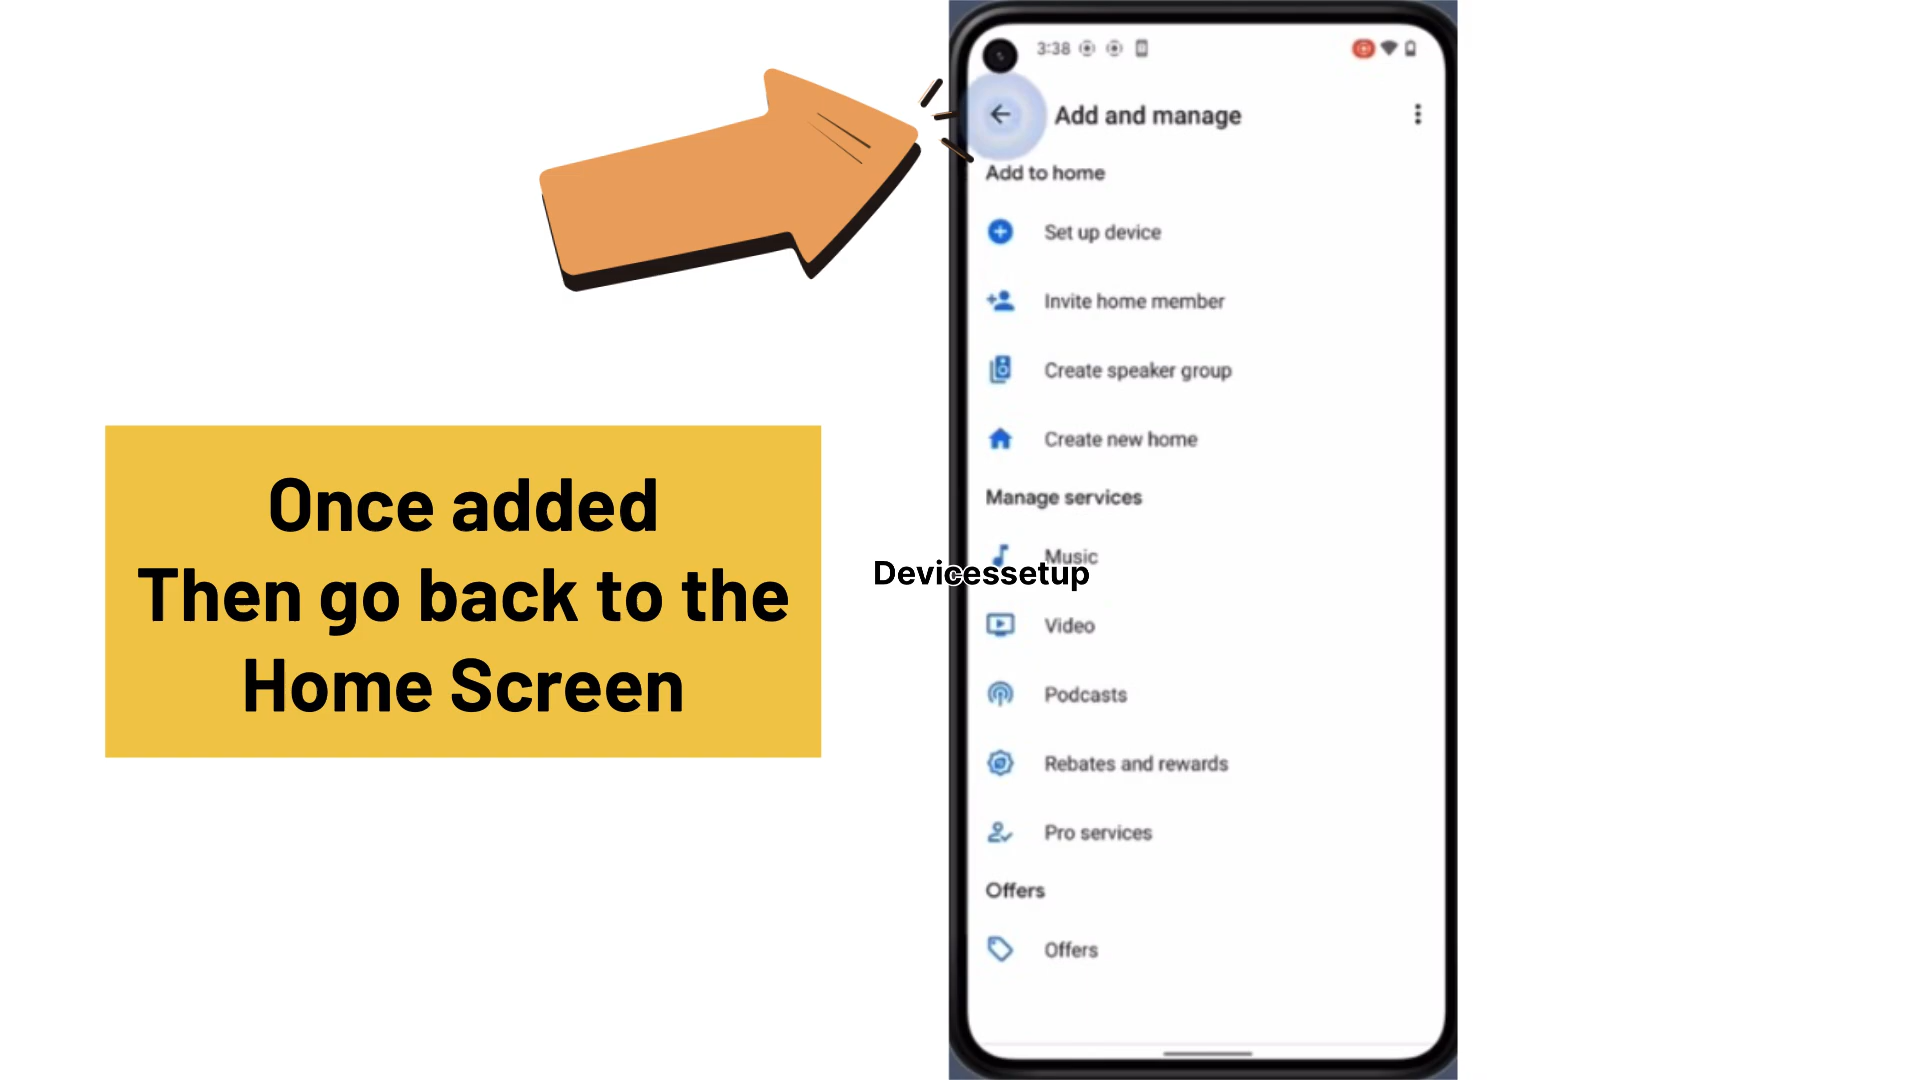 3:38
Add and manage
Add to home
Set up device
Invite home member
Create speaker group
Create new home
Manage services
Music
Devicessetup
Video
Podcasts
Rebates and rewards
Pro services
Offers
Offers
Once added
Then go back to the
Home Screen